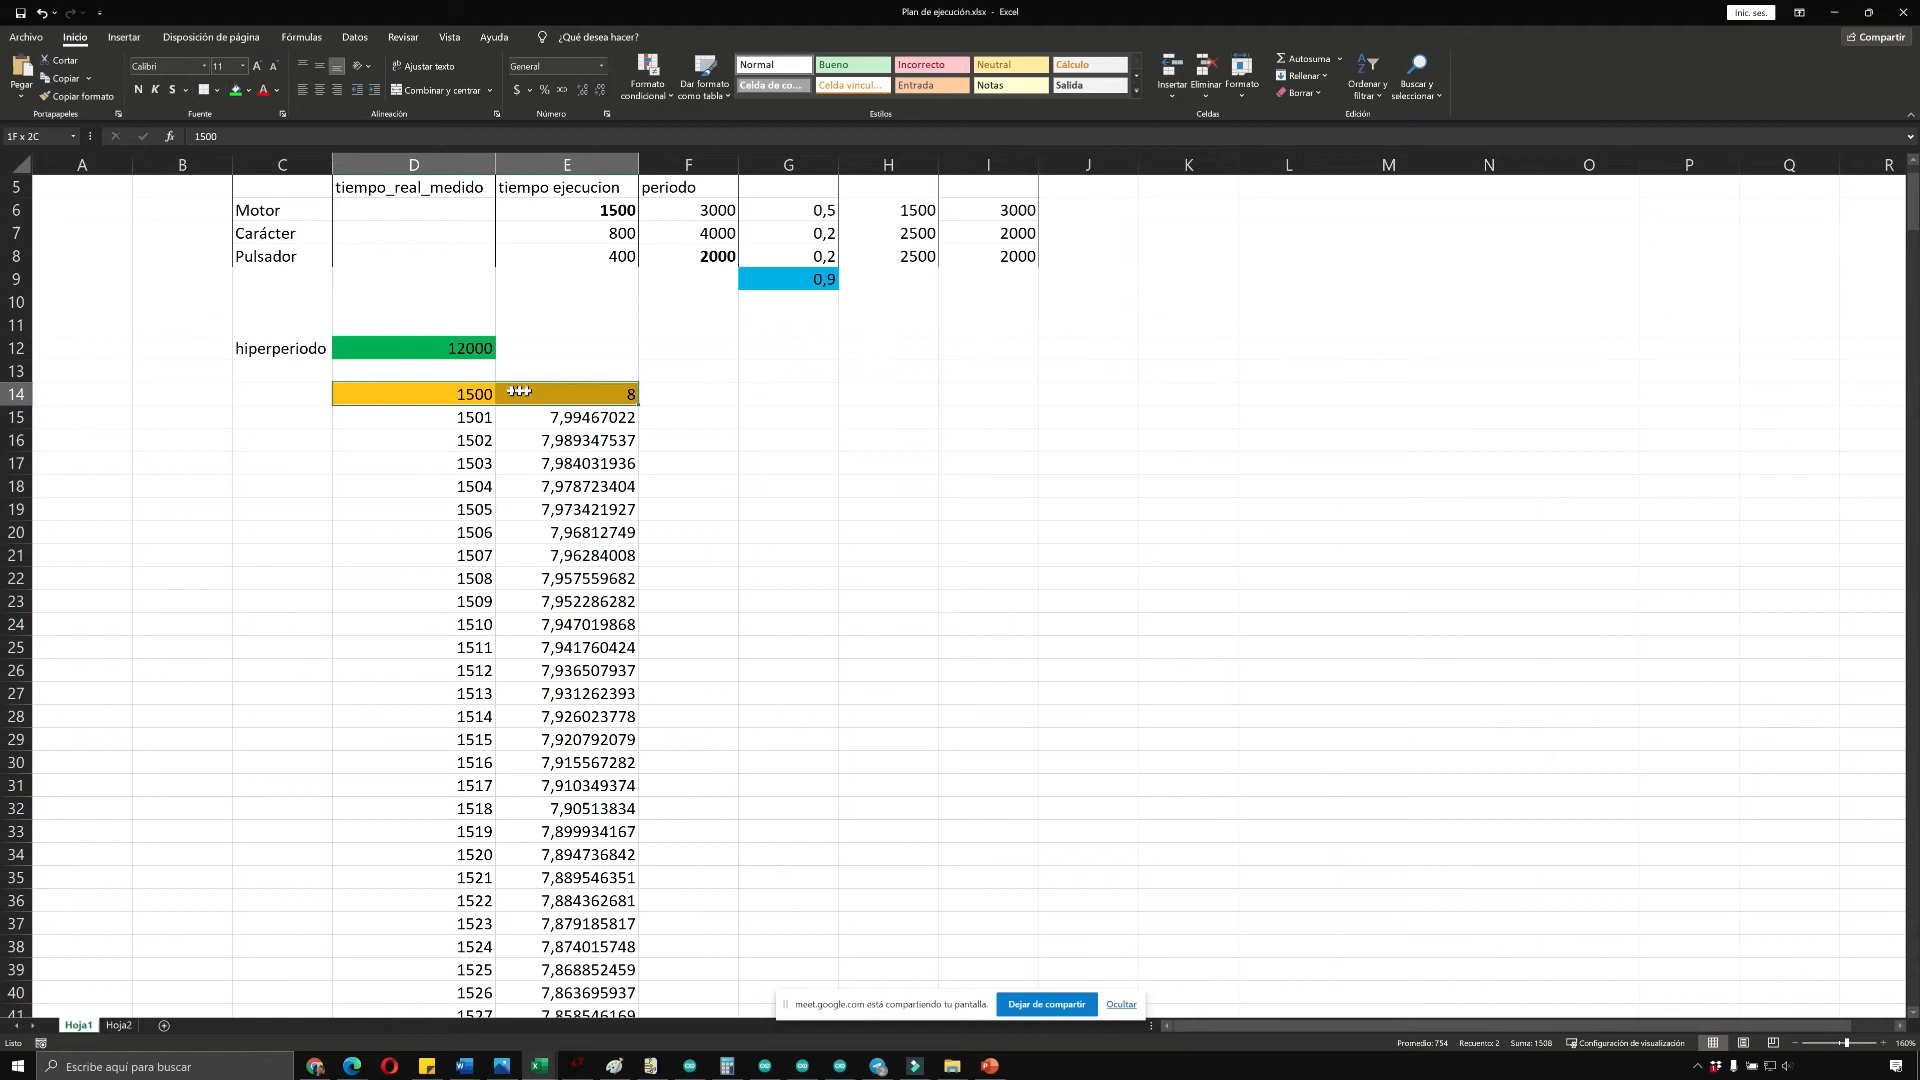 Plan de ejecución.xlsx - Excel
Inic. ses.
Archivo Inicio Insertar Disposición de página Fórmulas Datos Revisar Vista Ayuda ¿Qué desea hacer? Compartir
Pegar
Cortar
Copiar
Copiar formato
Portapapeles
Calibri 11
N K S
Fuente
Ajustar texto
Combinar y centrar
Alineación
General
$ % 000
Número
Formato condicional
Dar formato como tabla
Normal Bueno Incorrecto Neutral Cálculo
Celda de co... Celda vincul... Entrada Notas Salida
Estilos
Insertar Eliminar Formato
Celdas
Autosuma
Rellenar
Borrar
Ordenar y filtrar
Buscar y seleccionar
Edición
1F x 2C fx 1500
A B C D E F G H I J K L M N O P Q R
5 tiempo_real_medido tiempo ejecucion periodo
6 Motor 1500 3000 0,5 1500 3000
7 Carácter 800 4000 0,2 2500 2000
8 Pulsador 400 2000 0,2 2500 2000
9 0,9
10
11
12 hiperperiodo 12000
13
14 1500 8
15 1501 7,99467022
16 1502 7,989347537
17 1503 7,984031936
18 1504 7,978723404
19 1505 7,973421927
20 1506 7,96812749
21 1507 7,96284008
22 1508 7,957559682
23 1509 7,952286282
24 1510 7,947019868
25 1511 7,941760424
26 1512 7,936507937
27 1513 7,931262393
28 1514 7,926023778
29 1515 7,920792079
30 1516 7,915567282
31 1517 7,910349374
32 1518 7,90513834
33 1519 7,899934167
34 1520 7,894736842
35 1521 7,889546351
36 1522 7,884362681
37 1523 7,879185817
38 1524 7,874015748
39 1525 7,868852459
40 1526 7,863695937
41 1527 7,858546169
meet.google.com está compartiendo tu pantalla. Dejar de compartir Ocultar
Hoja1 Hoja2
Listo Promedio: 754 Recuento: 2 Suma: 1508 Configuración de visualización 160%
Escribe aquí para buscar